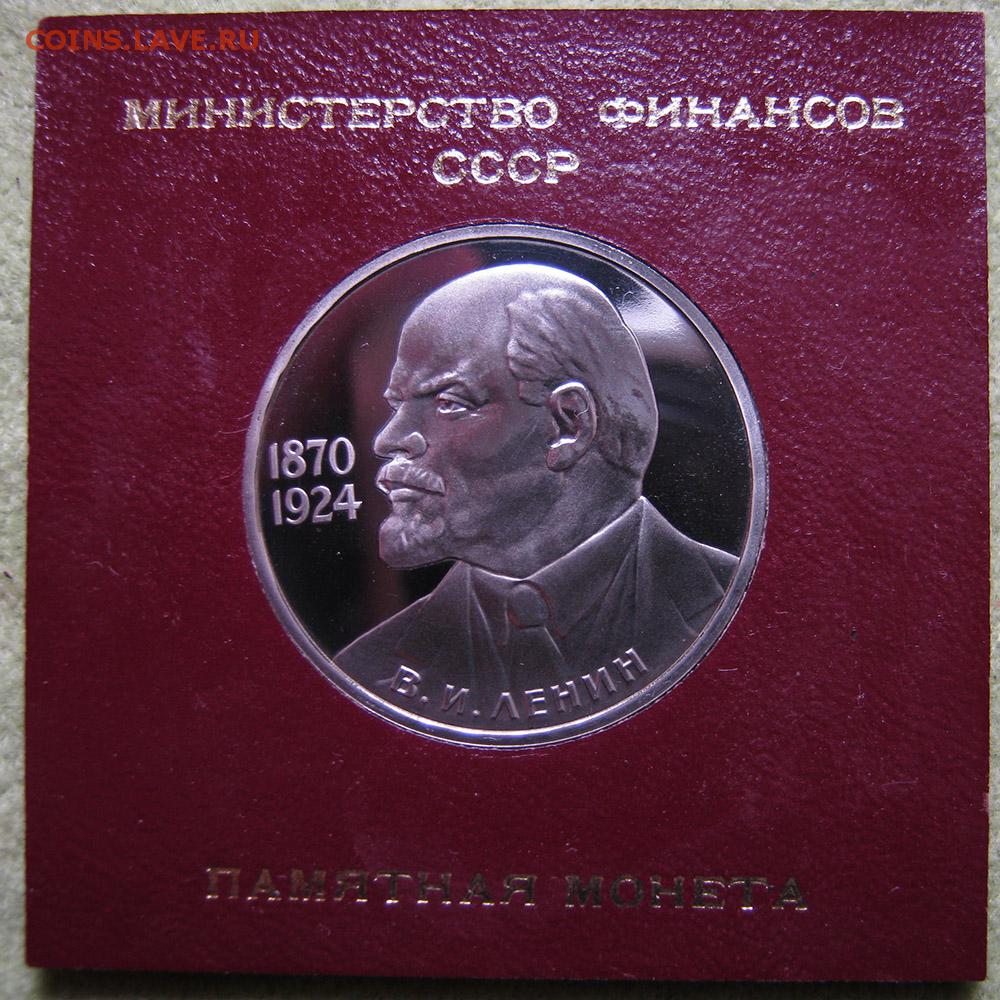 COINS.LAVE.RU
МИНИСТЕРСТВО ФИНАНСОВ
СССР
1870
1924
В.И.ЛЕНИН
ПАМЯТНАЯ МОНЕТА